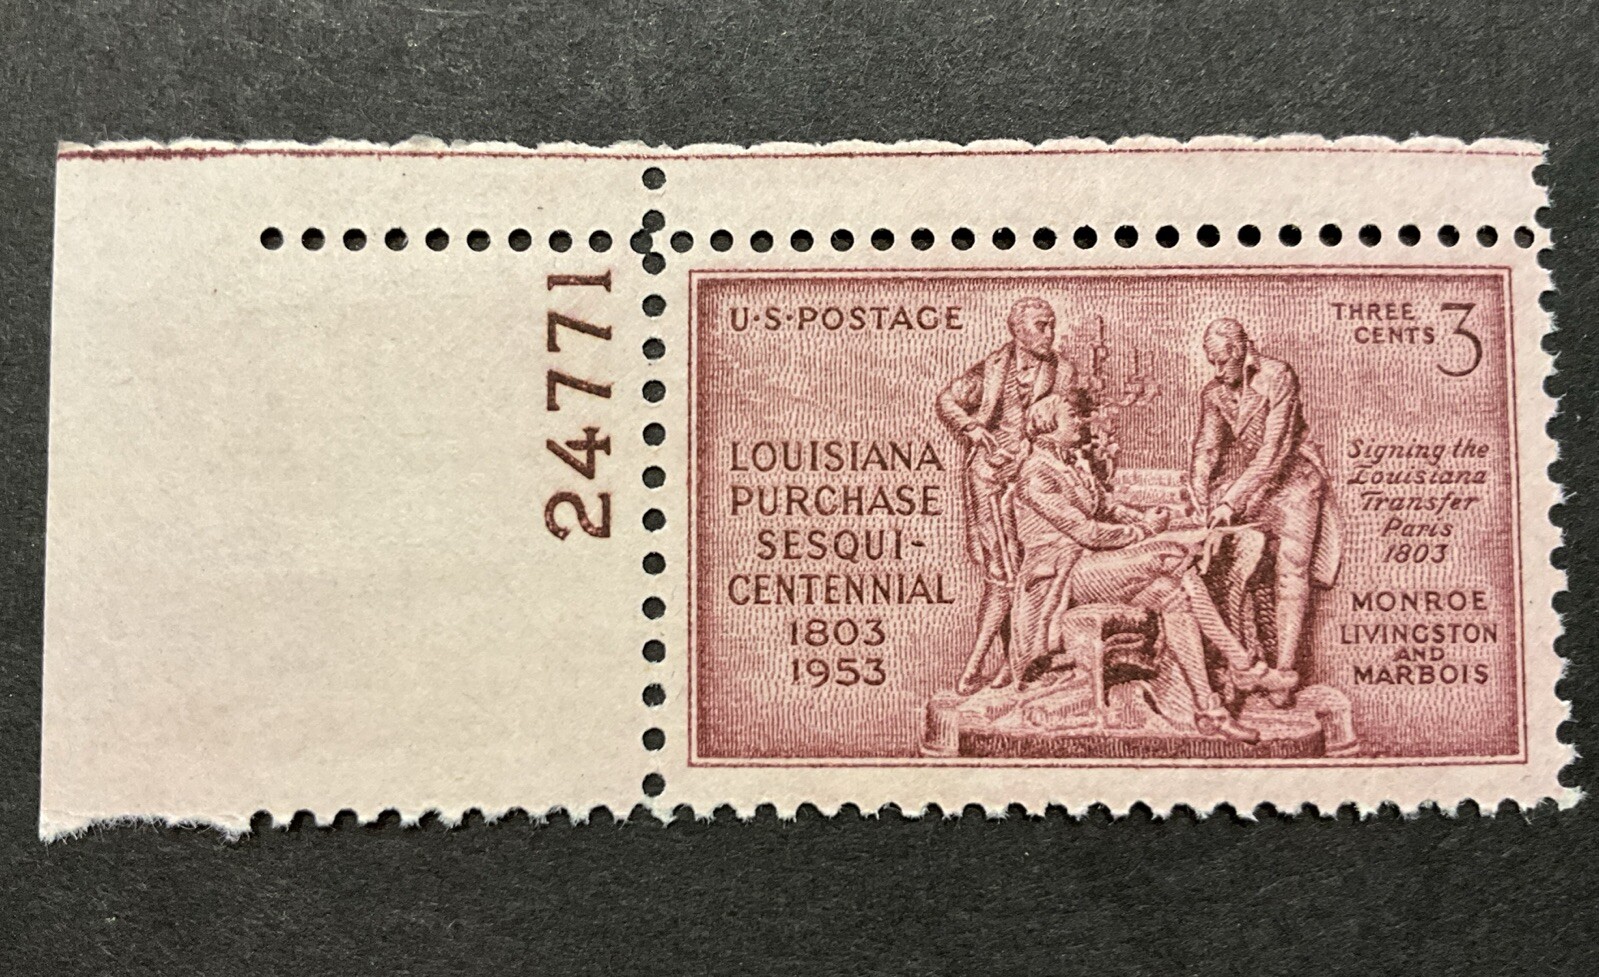 24771
U·S·POSTAGE
THREE
CENTS 3
LOUISIANA
PURCHASE
SESQUI-
CENTENNIAL
1803
1953
Signing the
Louisiana
Transfer
Paris
1803
MONROE
LIVINGSTON
AND
MARBOIS